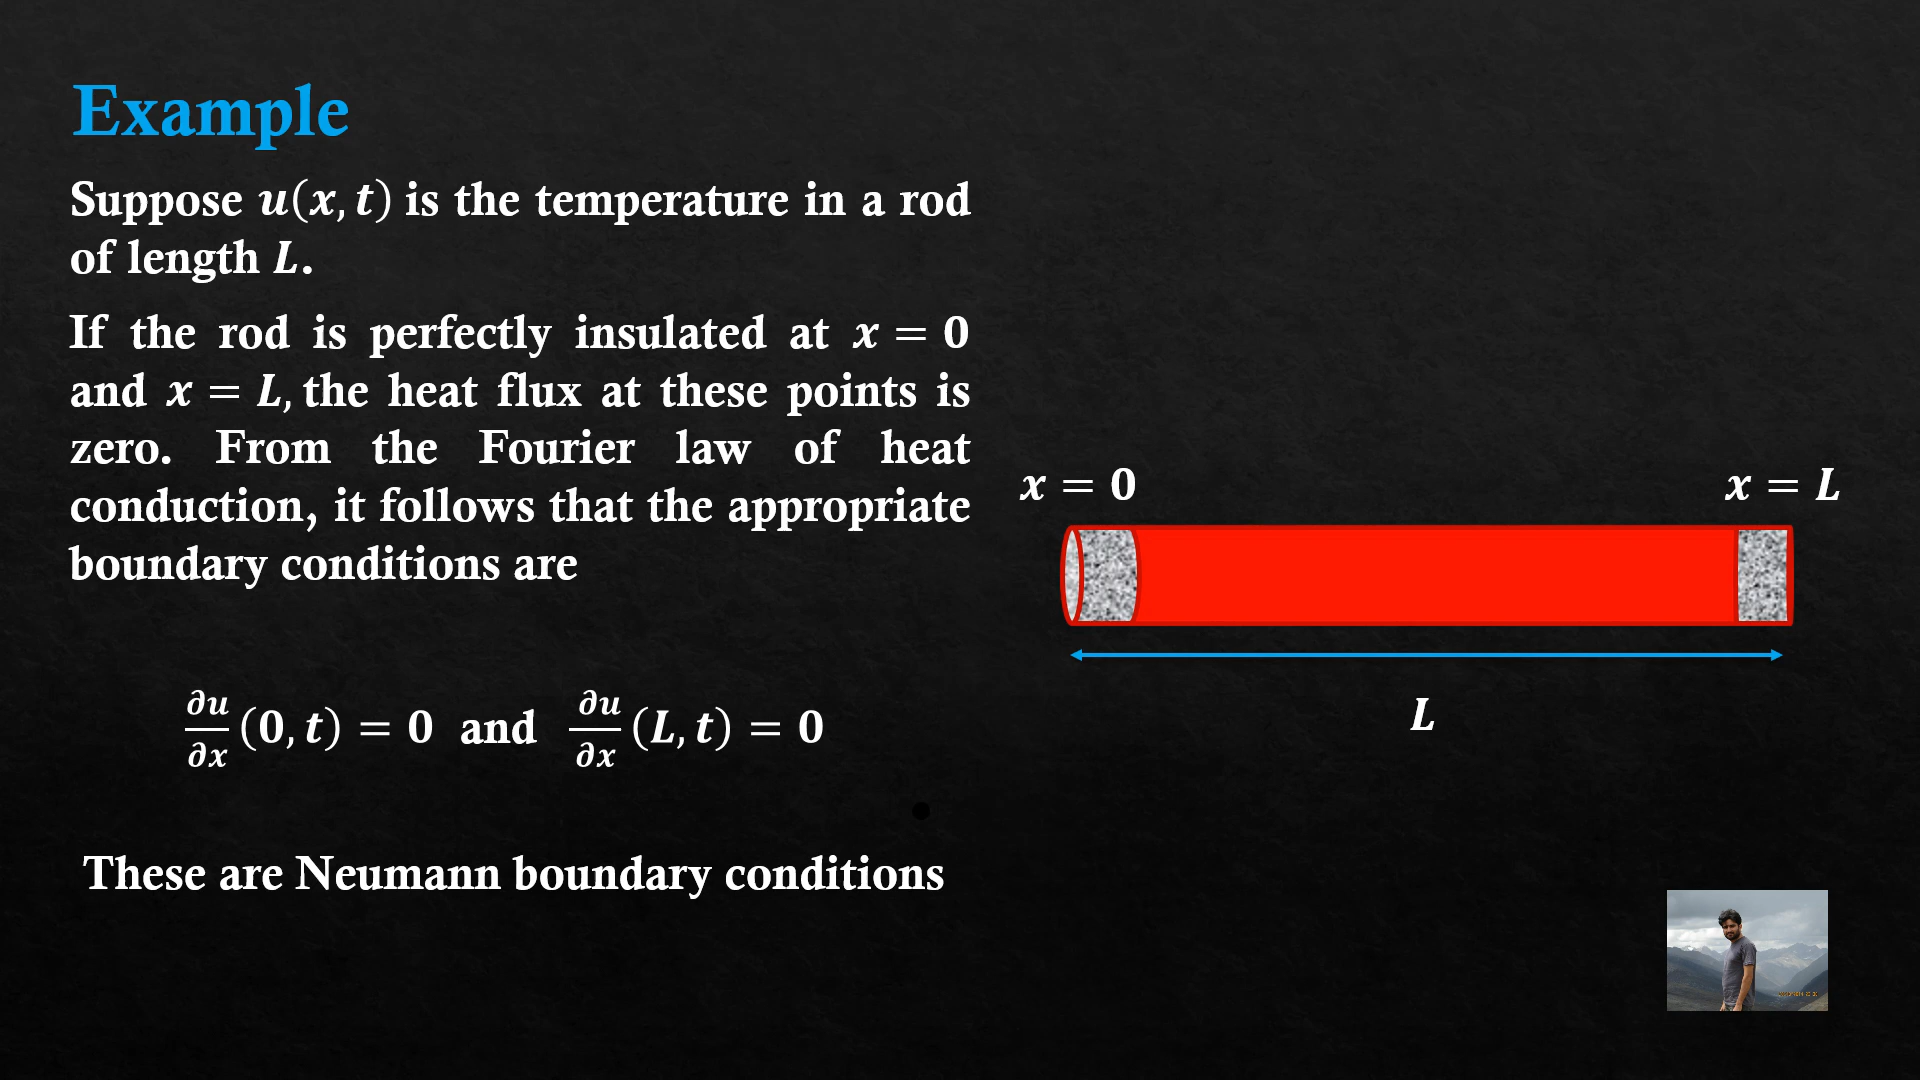 Example
Suppose u(x, t) is the temperature in a rod
of length L.
If the rod is perfectly insulated at x = 0
and x = L, the heat flux at these points is
zero. From the Fourier law of heat
conduction, it follows that the appropriate
boundary conditions are
∂u/∂x (0, t) = 0 and ∂u/∂x (L, t) = 0
These are Neumann boundary conditions
x = 0
x = L
L